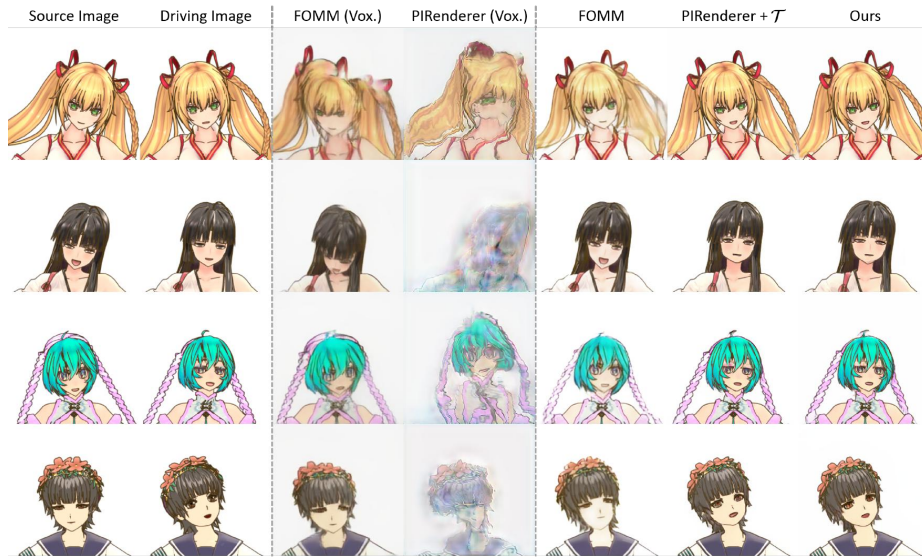 Source Image Driving Image FOMM (Vox.) PIRenderer (Vox.) FOMM PIRenderer + 𝒯 Ours